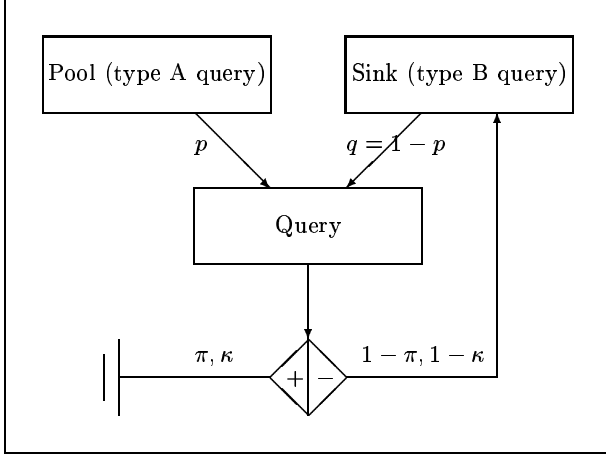 Pool (type A query)
Sink (type B query)
p
q = 1 − p
Query
π, κ
1 − π, 1 − κ
+ −